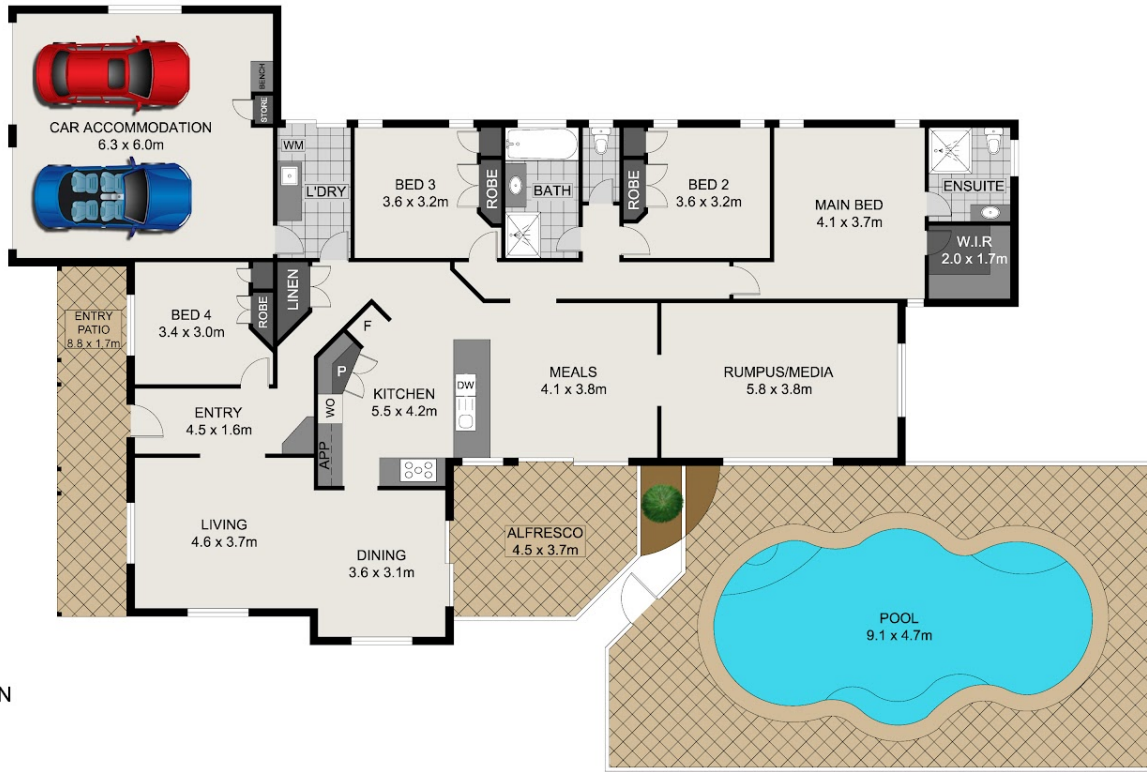 BENCH
STORE
CAR ACCOMMODATION
6.3 x 6.0m
WM
L'DRY
BED 3
3.6 x 3.2m
ROBE
BATH
ROBE
BED 2
3.6 x 3.2m
MAIN BED
4.1 x 3.7m
ENSUITE
W.I.R
2.0 x 1.7m
ENTRY
PATIO
8.8 x 1.7m
BED 4
3.4 x 3.0m
ROBE
LINEN
F
P
WO
APP
KITCHEN
5.5 x 4.2m
DW
MEALS
4.1 x 3.8m
RUMPUS/MEDIA
5.8 x 3.8m
ENTRY
4.5 x 1.6m
LIVING
4.6 x 3.7m
DINING
3.6 x 3.1m
ALFRESCO
4.5 x 3.7m
POOL
9.1 x 4.7m
N